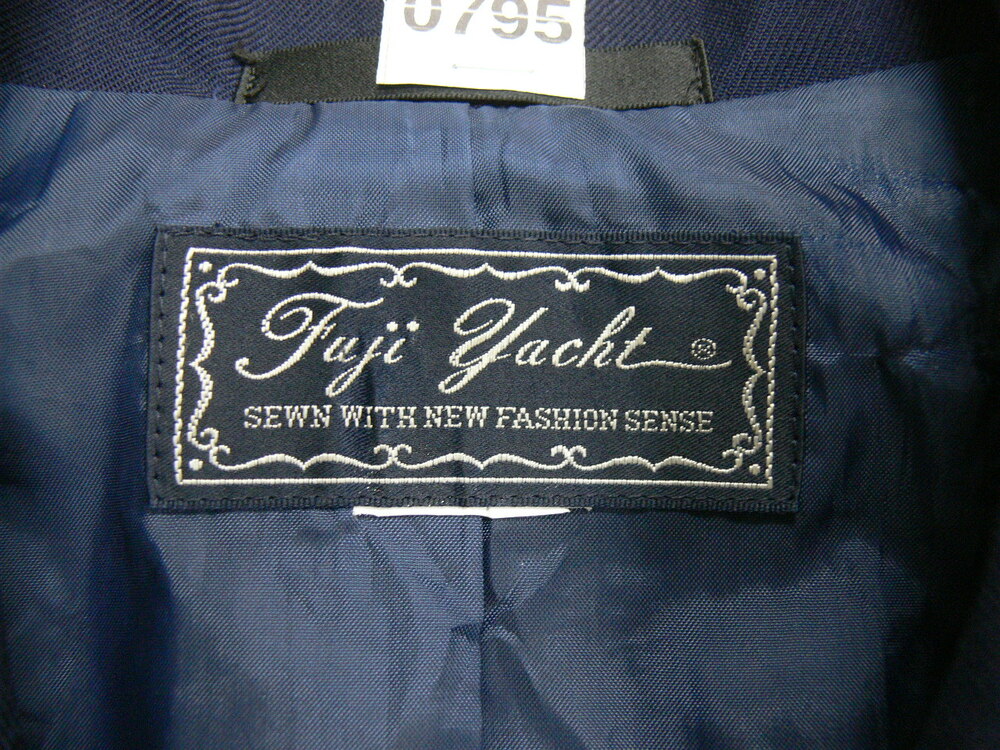 0795
Fuji Yacht ®
SEWN WITH NEW FASHION SENSE